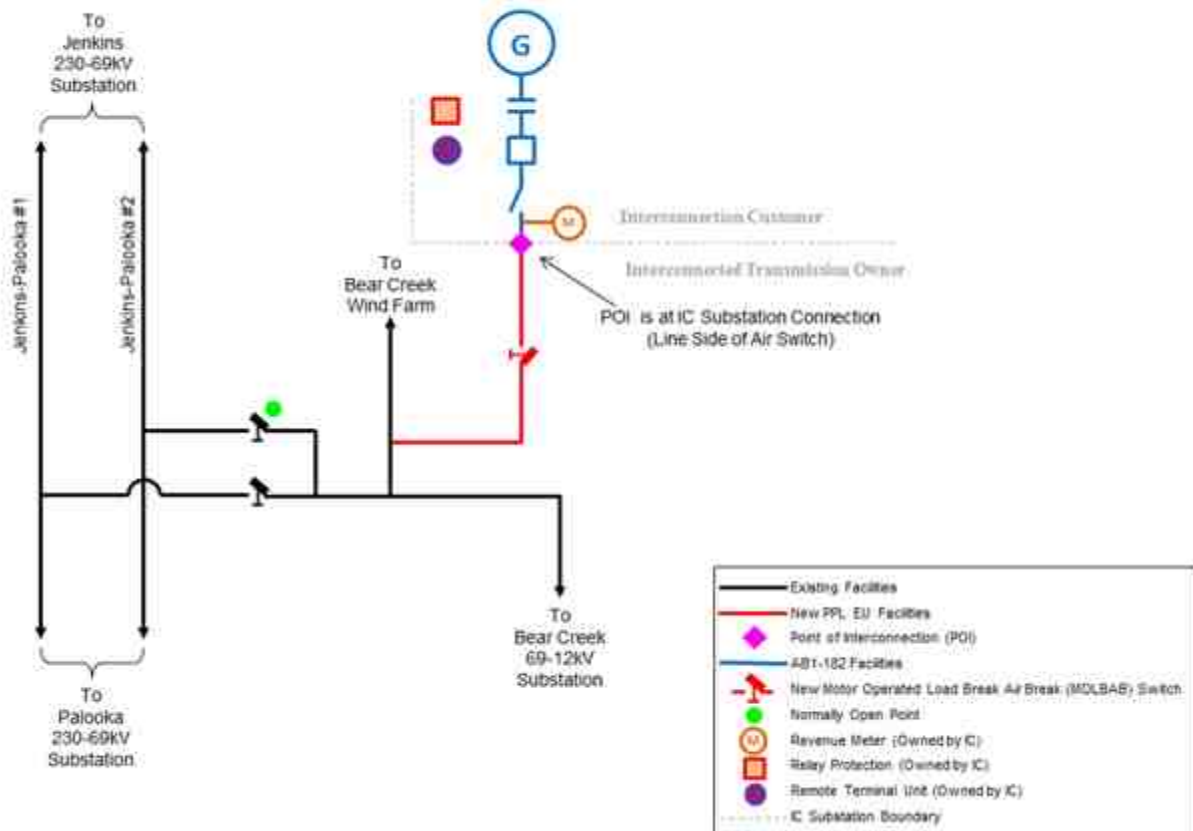 To
Jenkins
230-69kV
Substation
G
Jenkins-Palooka #1
Jenkins-Palooka #2
M
Interconnection Customer
Interconnected Transmission Owner
To
Bear Creek
Wind Farm
POI is at IC Substation Connection
(Line Side of Air Switch)
To
Bear Creek
69-12kV
Substation
To
Palooka
230-69kV
Substation
Existing Facilities
New PPL EU Facilities
Point of Interconnection (POI)
AB1-182 Facilities
New Motor Operated Load Break Air Break (MOLBAB) Switch
Normally Open Point
M
Revenue Meter (Owned by IC)
Relay Protection (Owned by IC)
Remote Terminal Unit (Owned by IC)
IC Substation Boundary